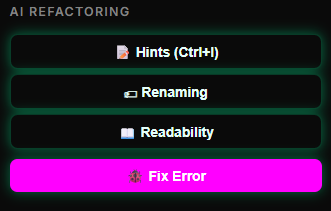 AI REFACTORING
Hints (Ctrl+I)
Renaming
Readability
Fix Error